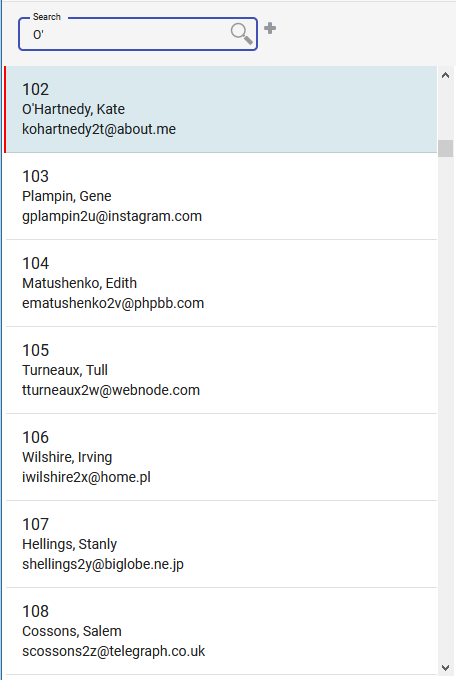 Search
O'
102
O'Hartnedy, Kate
kohartnedy2t@about.me
103
Plampin, Gene
gplampin2u@instagram.com
104
Matushenko, Edith
ematushenko2v@phpbb.com
105
Turneaux, Tull
tturneaux2w@webnode.com
106
Wilshire, Irving
iwilshire2x@home.pl
107
Hellings, Stanly
shellings2y@biglobe.ne.jp
108
Cossons, Salem
scossons2z@telegraph.co.uk